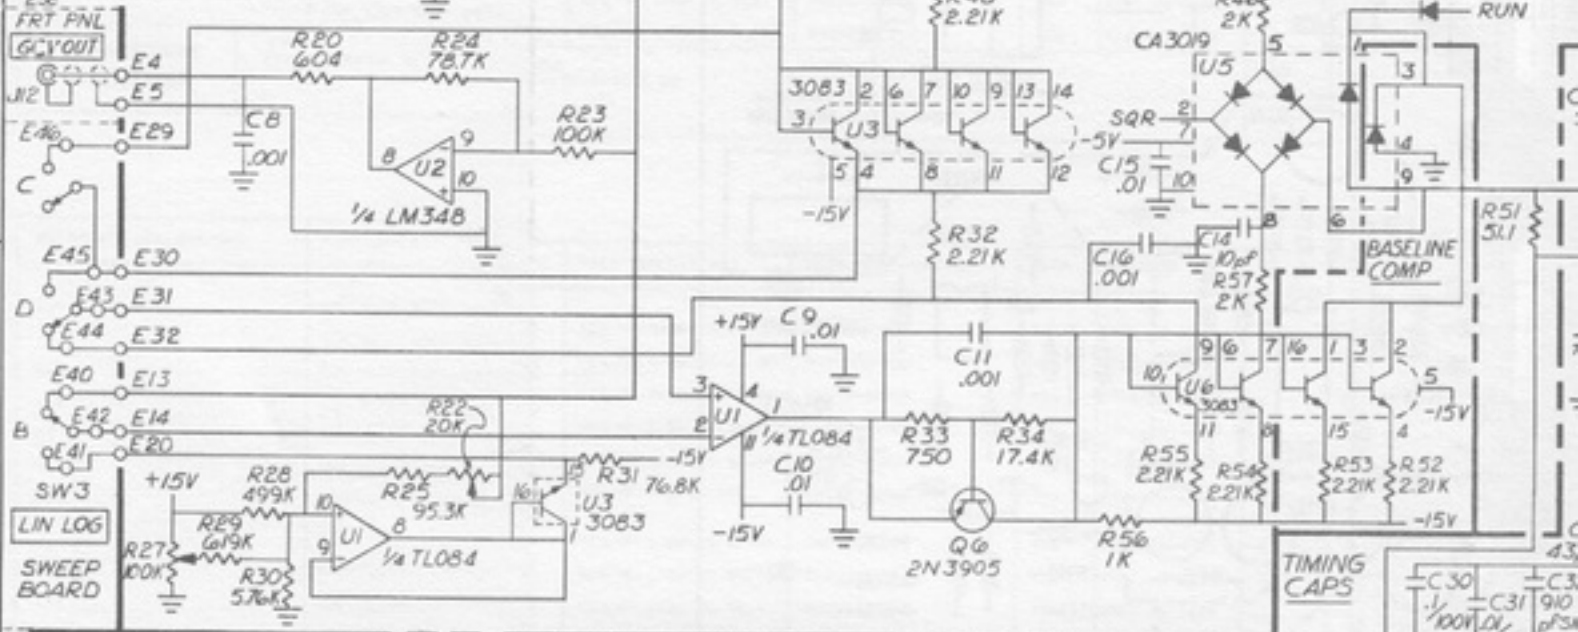 FRT PNL
GCV OUT
J12
E4
E5
E46
E29
C
E45
E30
D
E43
E31
E44
E32
E40
E13
B
E42
E14
E41
E20
SW3
LIN LOG
SWEEP
BOARD
R20
604
R24
78.7K
C8
.001
R23
100K
8
9
10
U2
1/4 LM348
+15V
R28
499K
R29
619K
R27
100K
R30
5.76K
R22
20K
R25
95.3K
10
9
U1
8
1/4 TL084
16
15
1
U3
3083
R31
76.8K
-15V
2.21K
3083
2
6
7
10
9
13
14
3
U3
5
4
8
11
12
-15V
R32
2.21K
+15V
C9
.01
3
4
1
2
11
U1
1/4 TL084
C10
.01
-15V
C11
.001
R33
750
R34
17.4K
Q6
2N3905
R56
1K
2K
RUN
CA3019
5
1
U5
3
SQR
2
7
-5V
C15
.01
10
4
9
8
6
C14
10pF
C16
.001
R57
2K
BASELINE
COMP
R51
51.1
9
6
7
16
1
3
2
10
U6
3083
5
-15V
11
8
15
4
R55
2.21K
R54
2.21K
R53
2.21K
R52
2.21K
-15V
TIMING
CAPS
C30
.1
100V
C31
.01
910